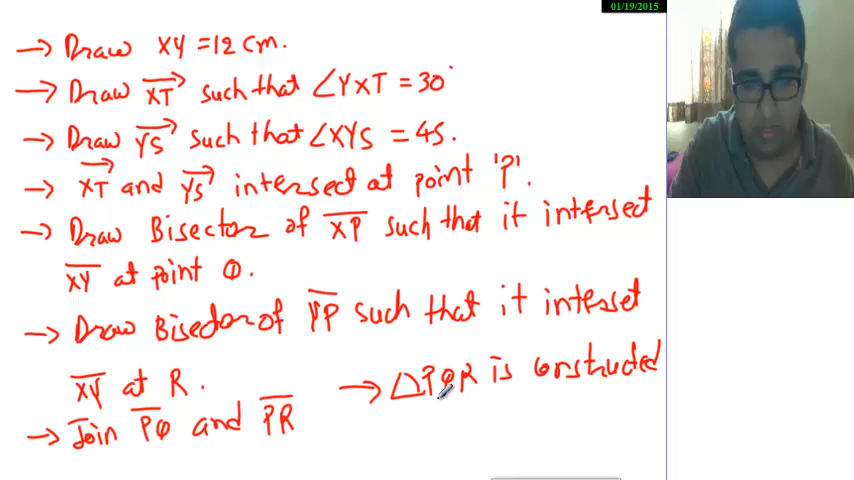 01/19/2015
→ Draw XY = 12 cm.
→ Draw XT such that ∠YXT = 30°
→ Draw YS such that ∠XYS = 45.
→ XT and YS intersect at point 'P'.
→ Draw Bisector of XP such that it intersect
XY at point Q.
→ Draw Bisector of YP such that it interset
XY at R.
→ △PQR is constructed
→ Join PQ and PR